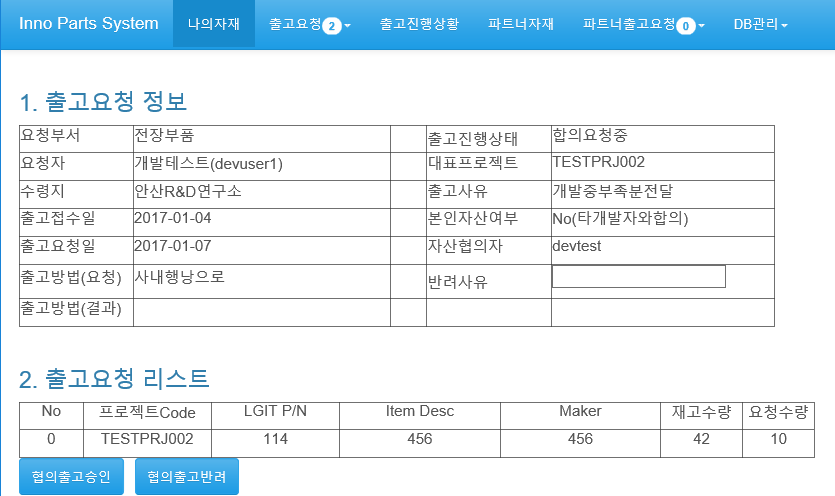 Inno Parts System 나의자재 출고요청 2 출고진행상황 파트너자재 파트너출고요청 0 DB관리
1. 출고요청 정보
요청부서 전장부품 출고진행상태 합의요청중
요청자 개발테스트(devuser1) 대표프로젝트 TESTPRJ002
수령지 안산R&D연구소 출고사유 개발중부족분전달
출고접수일 2017-01-04 본인자산여부 No(타개발자와합의)
출고요청일 2017-01-07 자산협의자 devtest
출고방법(요청) 사내행낭으로 반려사유
출고방법(결과)
2. 출고요청 리스트
No 프로젝트Code LGIT P/N Item Desc Maker 재고수량 요청수량
0 TESTPRJ002 114 456 456 42 10
협의출고승인 협의출고반려